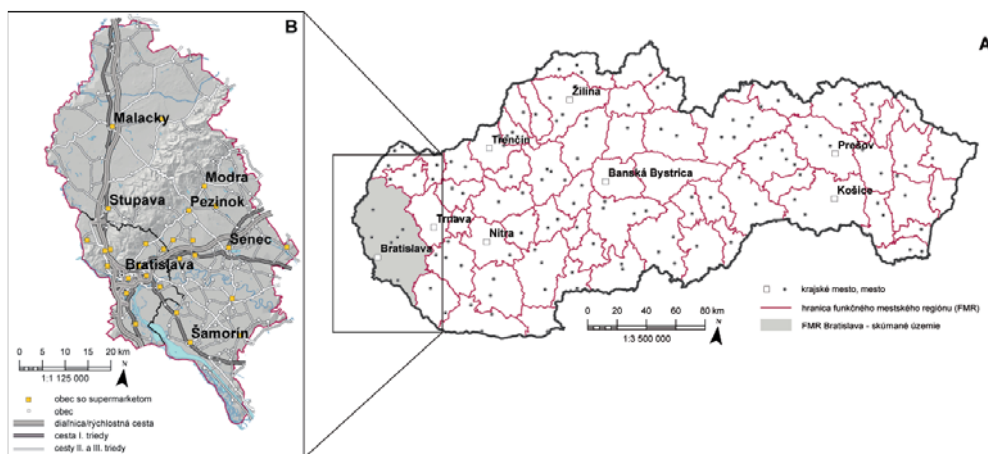 B
Malacky
Modra
Stupava
Pezinok
Senec
Bratislava
Šamorín
0 5 10 15 20 km
1:1 125 000
N
obec so supermarketom
obec
diaľnica/rýchlostná cesta
cesta I. triedy
cesty II. a III. triedy
A
Žilina
Trenčín
Prešov
Banská Bystrica
Košice
Trnava
Nitra
Bratislava
0 20 40 60 80 km
1:3 500 000
N
krajské mesto, mesto
hranica funkčného mestského regiónu (FMR)
FMR Bratislava - skúmané územie